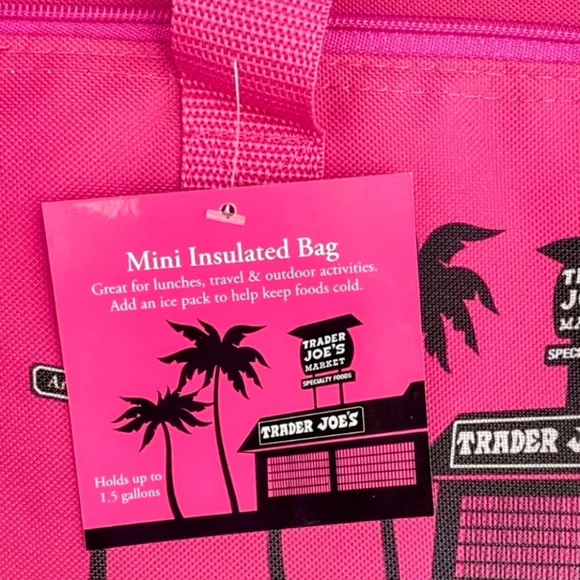 Mini Insulated Bag
Great for lunches, travel & outdoor activities.
Add an ice pack to help keep foods cold.
TRADER
JOE'S
MARKET
SPECIALTY FOODS
TRADER JOE'S
Holds up to
1.5 gallons
TRADER